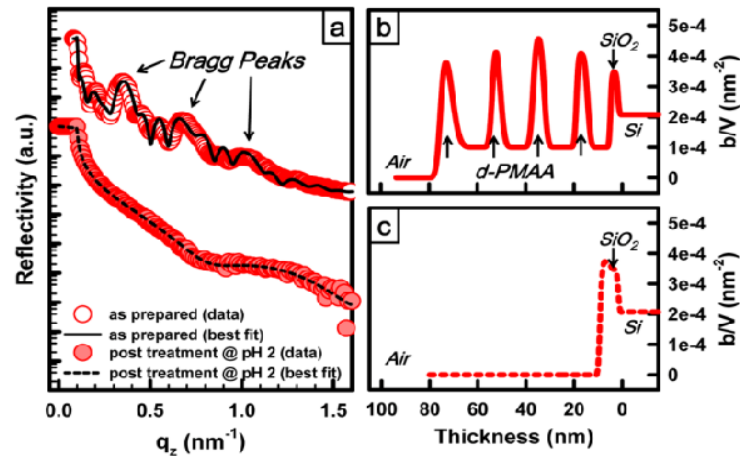 a
Bragg Peaks
Reflectivity (a.u.)
as prepared (data)
as prepared (best fit)
post treatment @ pH 2 (data)
post treatment @ pH 2 (best fit)
0.0 0.5 1.0 1.5
q_z (nm⁻¹)
b
SiO₂
Si
Air
d-PMAA
5e-4
4e-4
3e-4
2e-4
1e-4
0
b/V (nm⁻²)
c
SiO₂
Si
Air
5e-4
4e-4
3e-4
2e-4
1e-4
0
b/V (nm⁻²)
100 80 60 40 20 0
Thickness (nm)